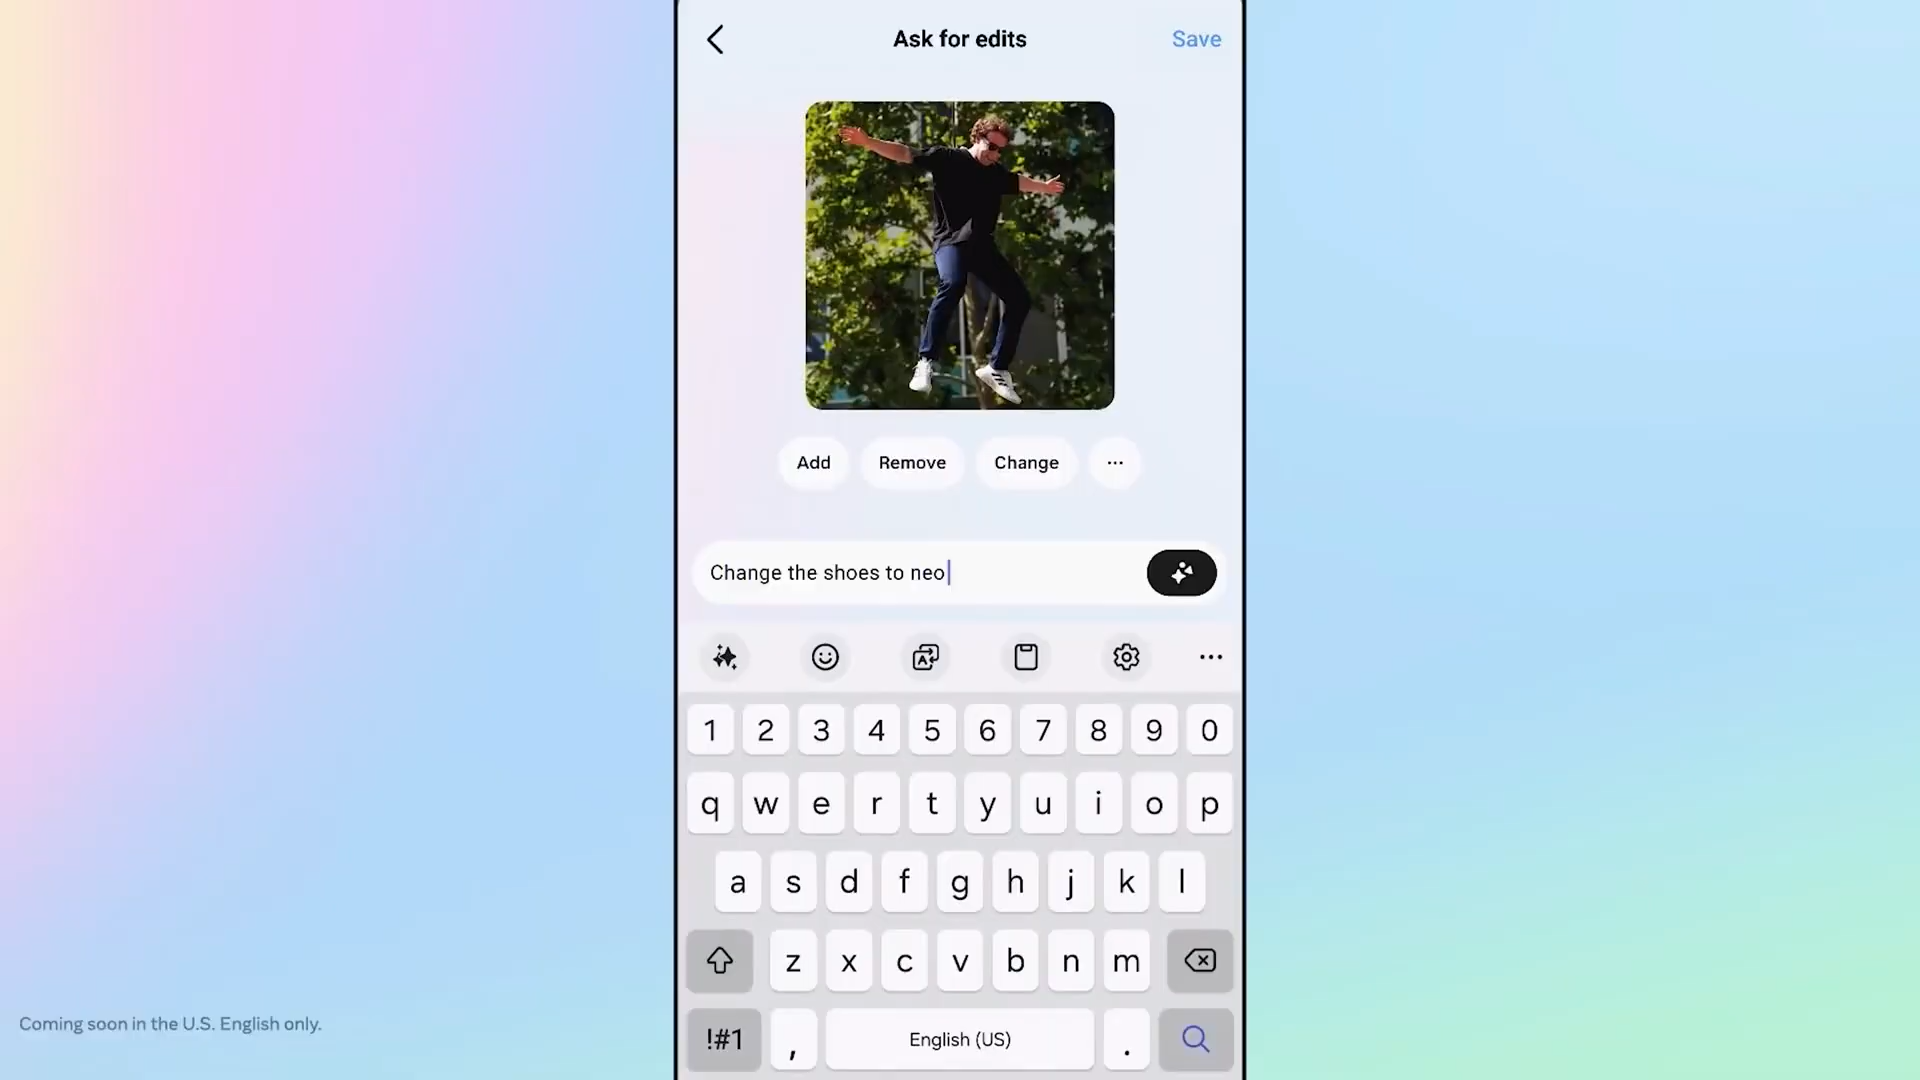 Ask for edits
Save
Add
Remove
Change
...
Change the shoes to neo
...
1 2 3 4 5 6 7 8 9 0
q w e r t y u i o p
a s d f g h j k l
z x c v b n m
!#1 , English (US) .
Coming soon in the U.S. English only.